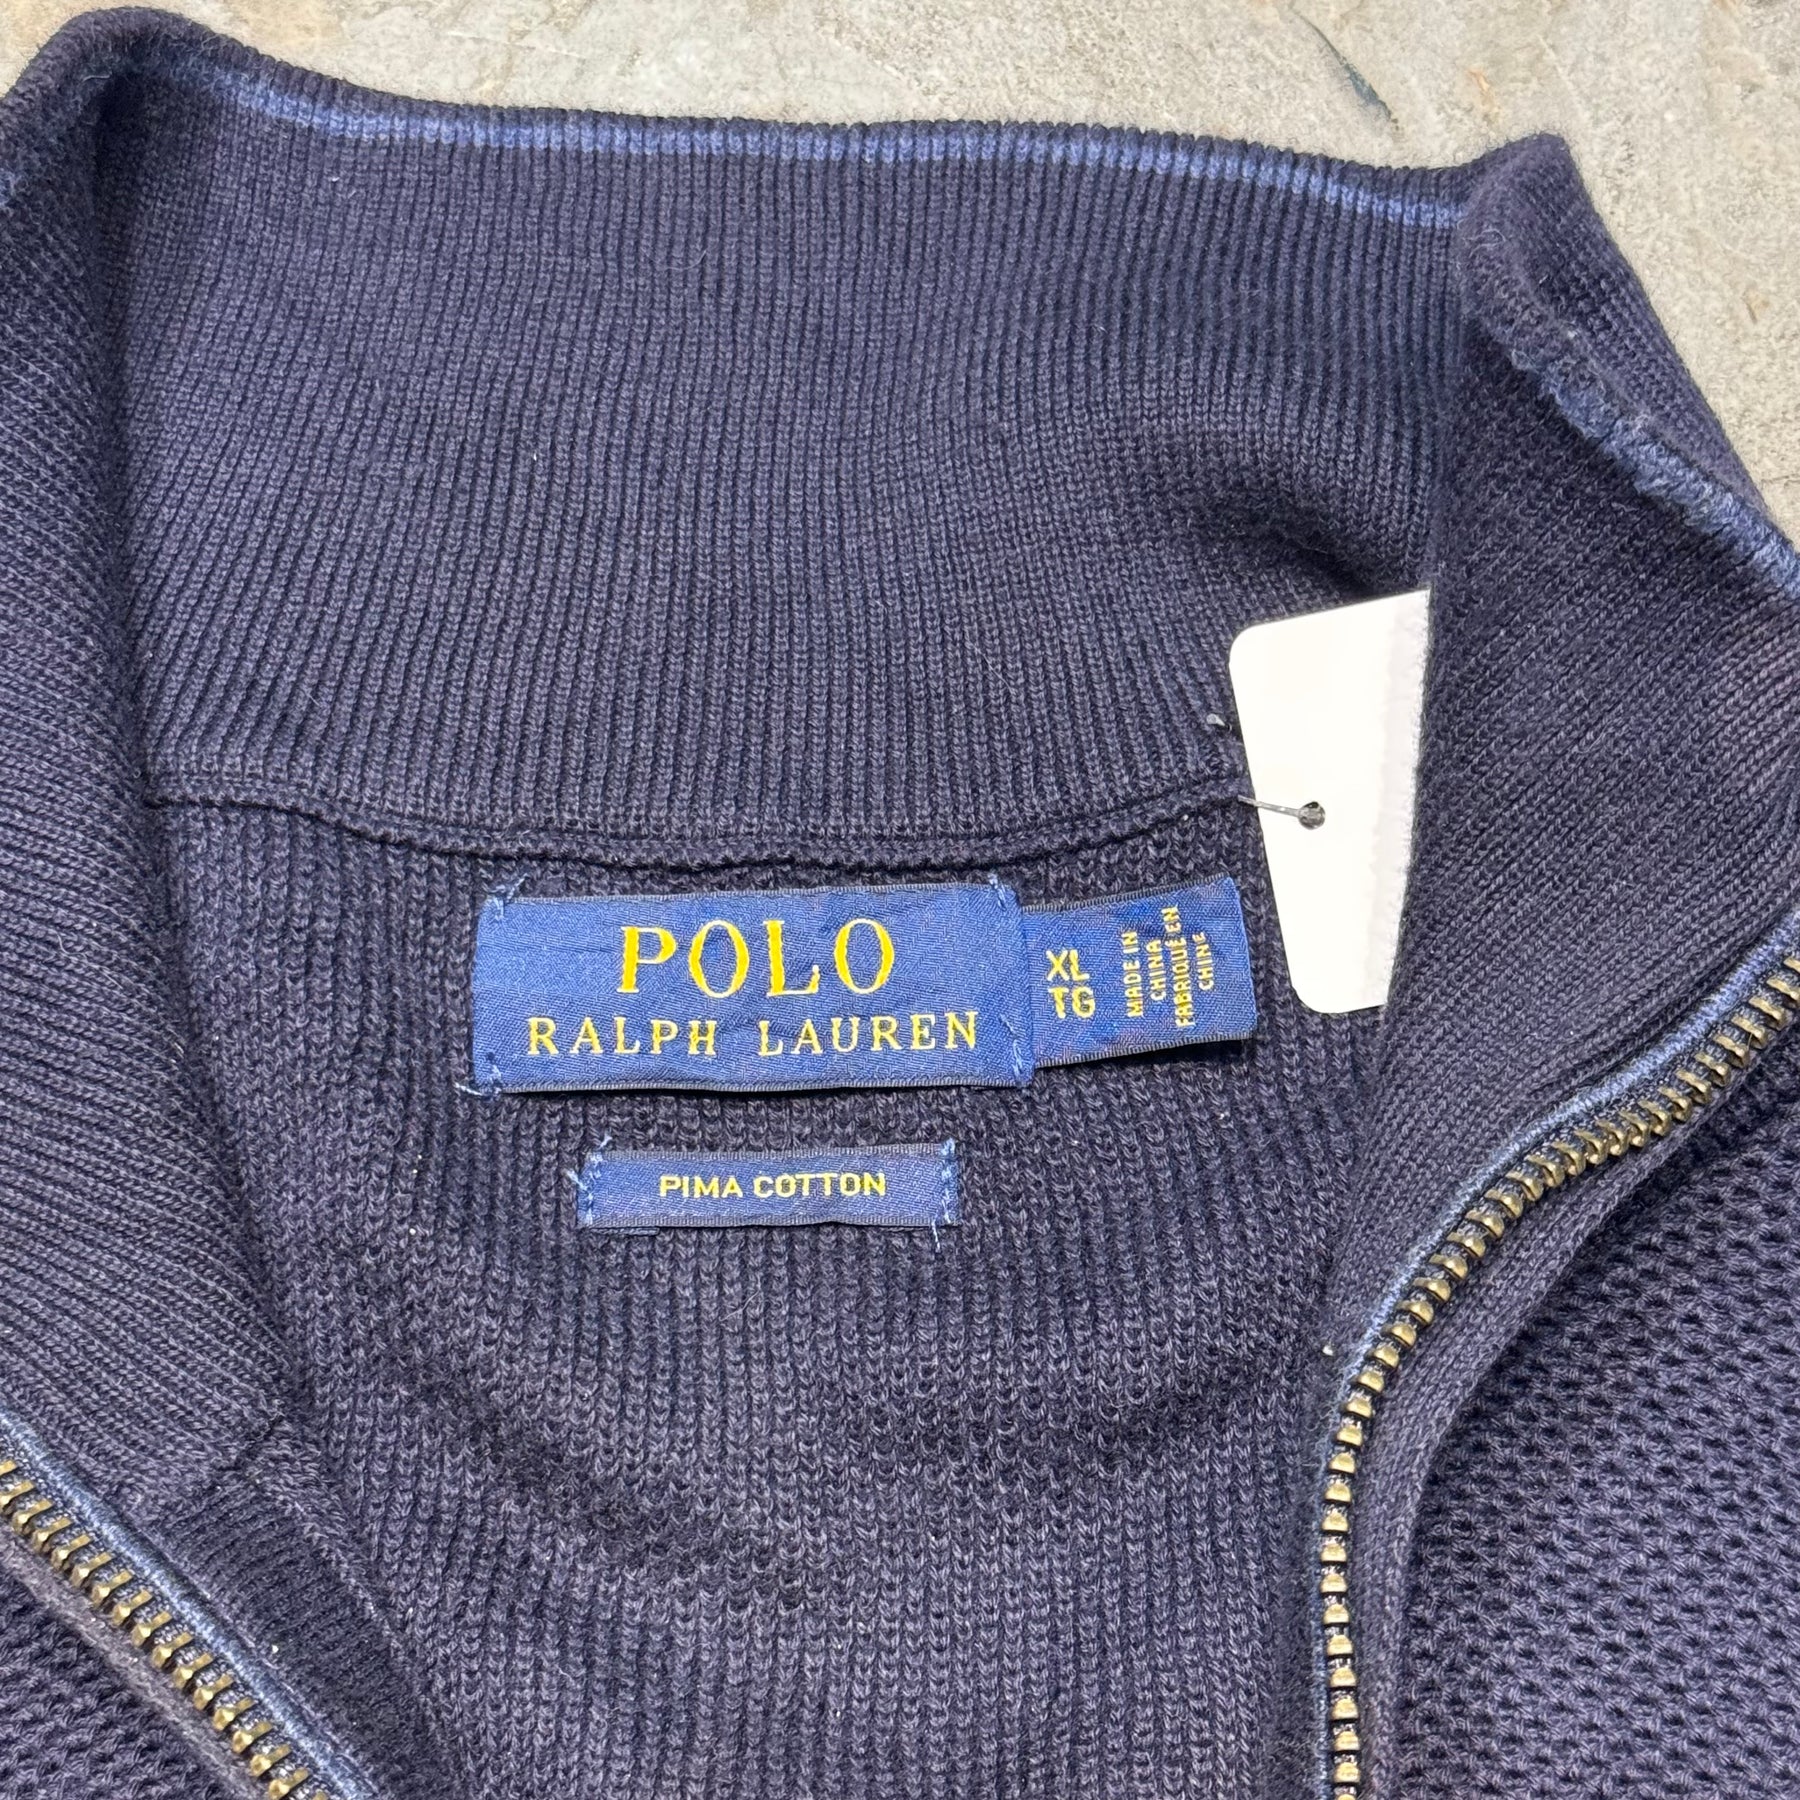 POLO
RALPH LAUREN
XL
TG
MADE IN
CHINA
FABRIQUÉ EN
CHINE
PIMA COTTON